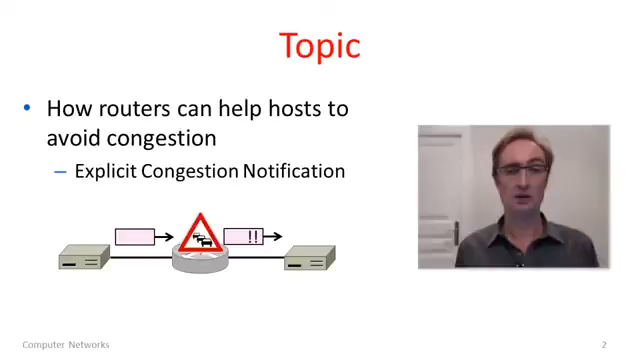 Topic
• How routers can help hosts to
avoid congestion
– Explicit Congestion Notification
!!
Computer Networks
2